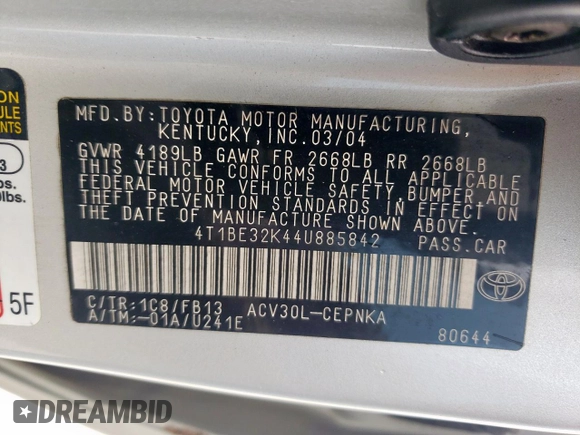 MFD.BY:TOYOTA MOTOR MANUFACTURING,
KENTUCKY,INC.03/04
GVWR 4189LB GAWR FR 2668LB RR 2668LB
THIS VEHICLE CONFORMS TO ALL APPLICABLE
FEDERAL MOTOR VEHICLE SAFETY,BUMPER,AND
THEFT PREVENTION STANDARDS IN EFFECT ON
THE DATE OF MANUFACTURE SHOWN ABOVE.
4T1BE32K44U885842 PASS.CAR
C/TR:1C8/FB13 ACV30L-CEPNKA
A/TM:-01A/U241E
80644
5F
DREAMBID